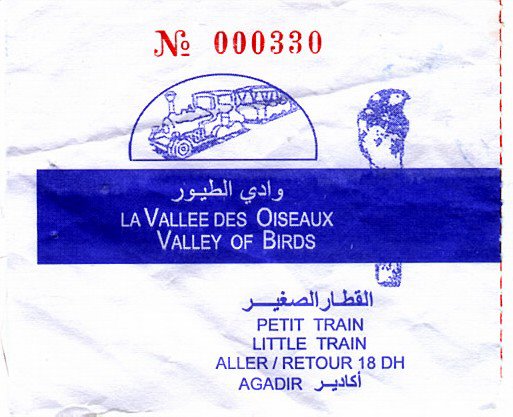 № 000330
وادي الطيور
LA VALLEE DES OISEAUX
VALLEY OF BIRDS
القطار الصغير
PETIT TRAIN
LITTLE TRAIN
ALLER / RETOUR 18 DH
AGADIR أكادير